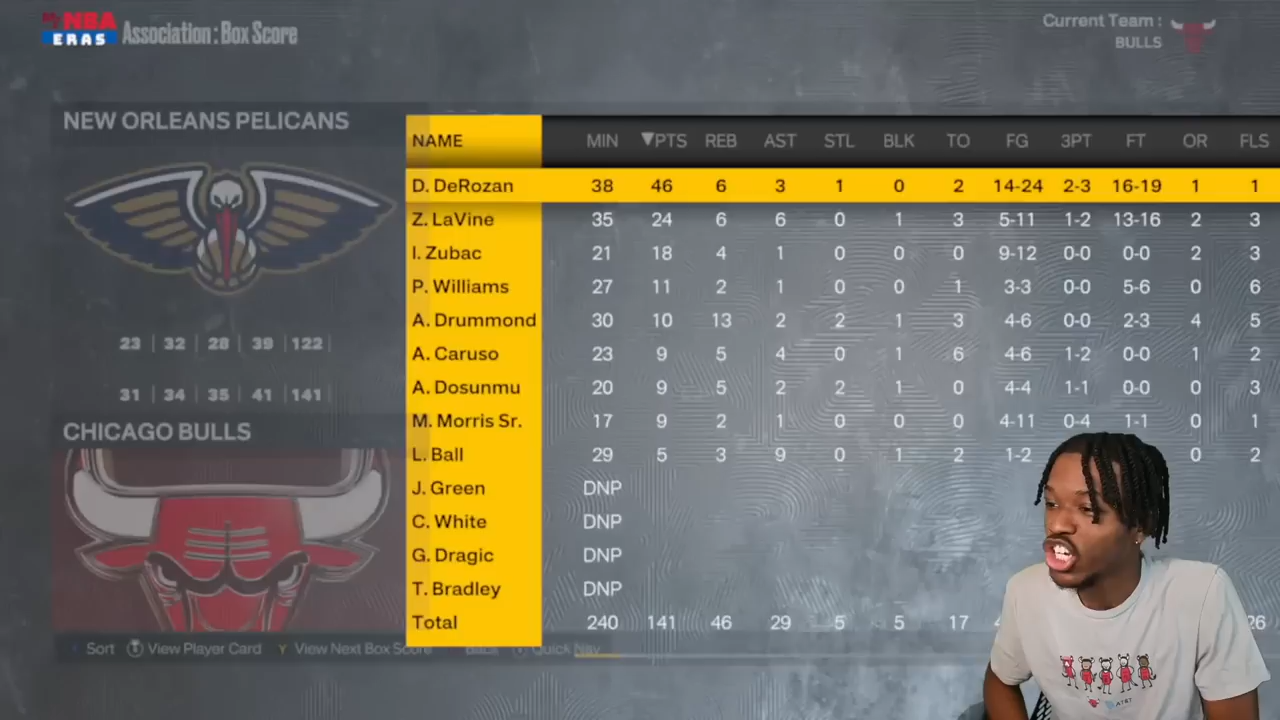 MyNBA ERAS Association: Box Score
Current Team :
BULLS
NEW ORLEANS PELICANS
23 | 32 | 28 | 39 | 122 |
31 | 34 | 35 | 41 | 141 |
CHICAGO BULLS
NAME MIN ▼PTS REB AST STL BLK TO FG 3PT FT OR FLS
D. DeRozan 38 46 6 3 1 0 2 14-24 2-3 16-19 1 1
Z. LaVine 35 24 6 6 0 1 3 5-11 1-2 13-16 2 3
I. Zubac 21 18 4 1 0 0 0 9-12 0-0 0-0 2 3
P. Williams 27 11 2 1 0 0 1 3-3 0-0 5-6 0 6
A. Drummond 30 10 13 2 2 1 3 4-6 0-0 2-3 4 5
A. Caruso 23 9 5 4 0 1 6 4-6 1-2 0-0 1 2
A. Dosunmu 20 9 5 2 2 1 0 4-4 1-1 0-0 0 3
M. Morris Sr. 17 9 2 1 0 0 0 4-11 0-4 1-1 0 1
L. Ball 29 5 3 9 0 1 2 1-2 0 2
J. Green DNP
C. White DNP
G. Dragic DNP
T. Bradley DNP
Total 240 141 46 29 5 5 17 26
Sort View Player Card Y View Next Box Score Back Quick Nav
AT&T